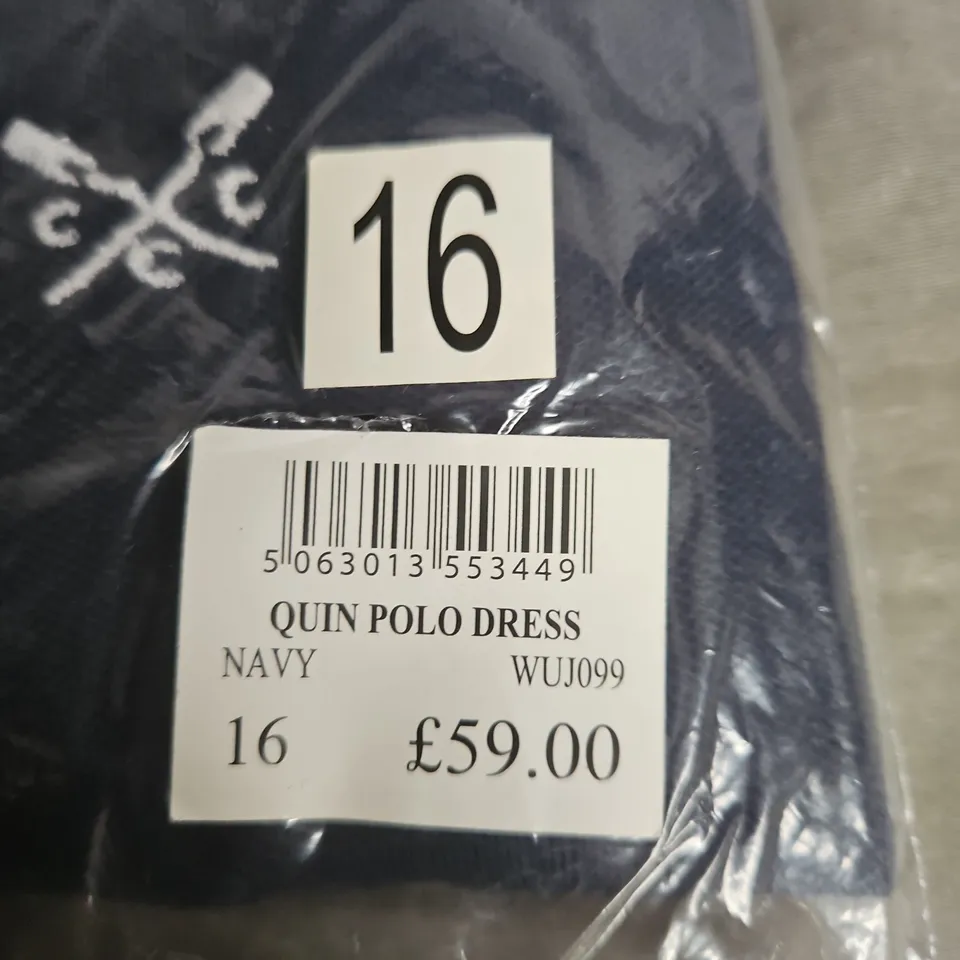 C C C
16
5 063013 553449
QUIN POLO DRESS
NAVY WUJ099
16 £59.00